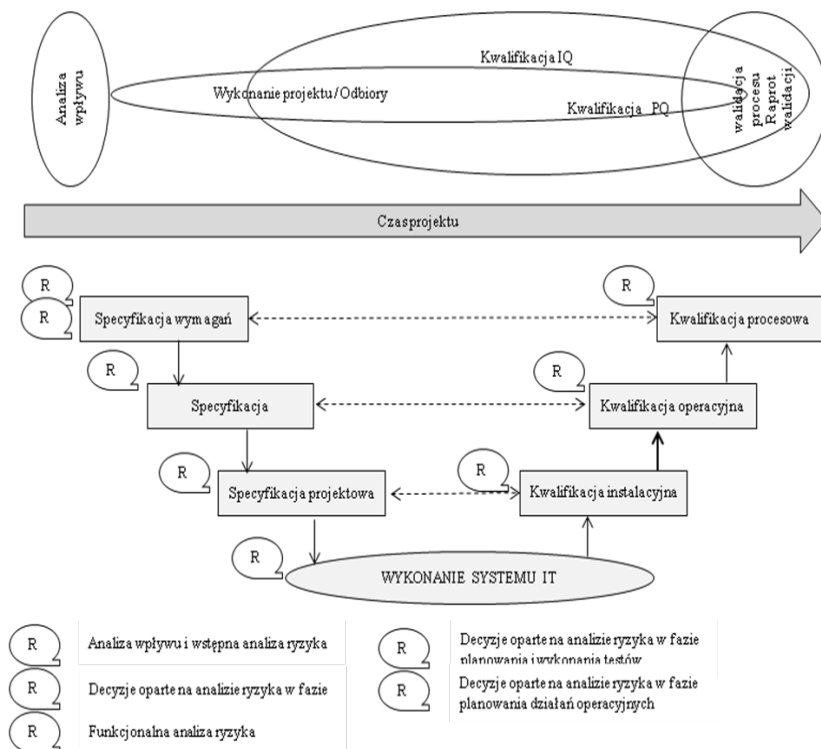 Analiza
wpływu
Kwalifikacja IQ
Wykonanie projektu / Odbiory
Kwalifikacja PQ
walidacja
procesu
Raprot
walidacji
Czas projektu
R
R
Specyfikacja wymagań
R
Kwalifikacja procesowa
R
Specyfikacja
R
Kwalifikacja operacyjna
R
Specyfikacja projektowa
R
Kwalifikacja instalacyjna
R
WYKONANIE SYSTEMU IT
R
Analiza wpływu i wstępna analiza ryzyka
R
Decyzje oparte na analizie ryzyka w fazie
planowania i wykonania testów
R
Decyzje oparte na analizie ryzyka w fazie
R
Decyzje oparte na analizie ryzyka w fazie
planowania działań operacyjnych
R
Funkcjonalna analiza ryzyka